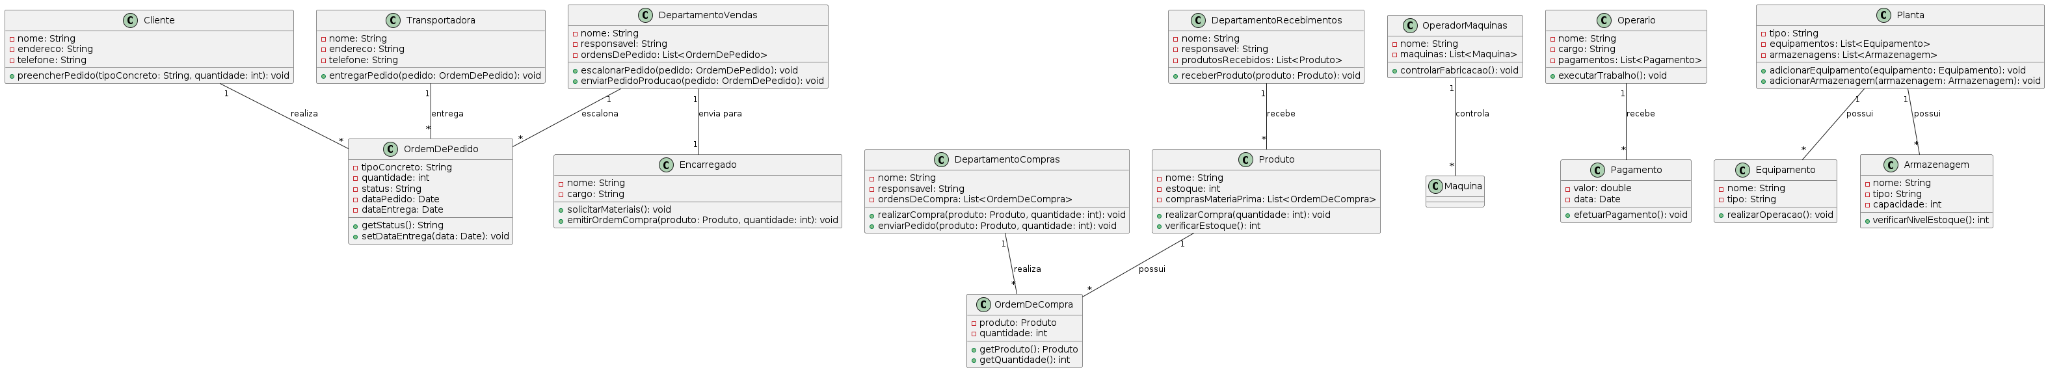 C Cliente
nome: String
endereco: String
telefone: String
preencherPedido(tipoConcreto: String, quantidade: int): void
C Transportadora
nome: String
endereco: String
telefone: String
entregarPedido(pedido: OrdemDePedido): void
C DepartamentoVendas
nome: String
responsavel: String
ordensDePedido: List<OrdemDePedido>
escalonarPedido(pedido: OrdemDePedido): void
enviarPedidoProducao(pedido: OrdemDePedido): void
C DepartamentoRecebimentos
nome: String
responsavel: String
produtosRecebidos: List<Produto>
receberProduto(produto: Produto): void
C OperadorMaquinas
nome: String
maquinas: List<Maquina>
controlarFabricacao(): void
C Operario
nome: String
cargo: String
pagamentos: List<Pagamento>
executarTrabalho(): void
C Planta
tipo: String
equipamentos: List<Equipamento>
armazenagens: List<Armazenagem>
adicionarEquipamento(equipamento: Equipamento): void
adicionarArmazenagem(armazenagem: Armazenagem): void
1
realiza
*
1
entrega
*
1
escalona
*
1
envia para
1
1
recebe
*
1
controla
*
1
recebe
*
1
possui
*
1
possui
*
C OrdemDePedido
tipoConcreto: String
quantidade: int
status: String
dataPedido: Date
dataEntrega: Date
getStatus(): String
setDataEntrega(data: Date): void
C Encarregado
nome: String
cargo: String
solicitarMateriais(): void
emitirOrdemCompra(produto: Produto, quantidade: int): void
C DepartamentoCompras
nome: String
responsavel: String
ordensDeCompra: List<OrdemDeCompra>
realizarCompra(produto: Produto, quantidade: int): void
enviarPedido(produto: Produto, quantidade: int): void
C Produto
nome: String
estoque: int
comprasMateriaPrima: List<OrdemDeCompra>
realizarCompra(quantidade: int): void
verificarEstoque(): int
C Maquina
C Pagamento
valor: double
data: Date
efetuarPagamento(): void
C Equipamento
nome: String
tipo: String
realizarOperacao(): void
C Armazenagem
nome: String
tipo: String
capacidade: int
verificarNivelEstoque(): int
1
realiza
*
1
possui
*
C OrdemDeCompra
produto: Produto
quantidade: int
getProduto(): Produto
getQuantidade(): int